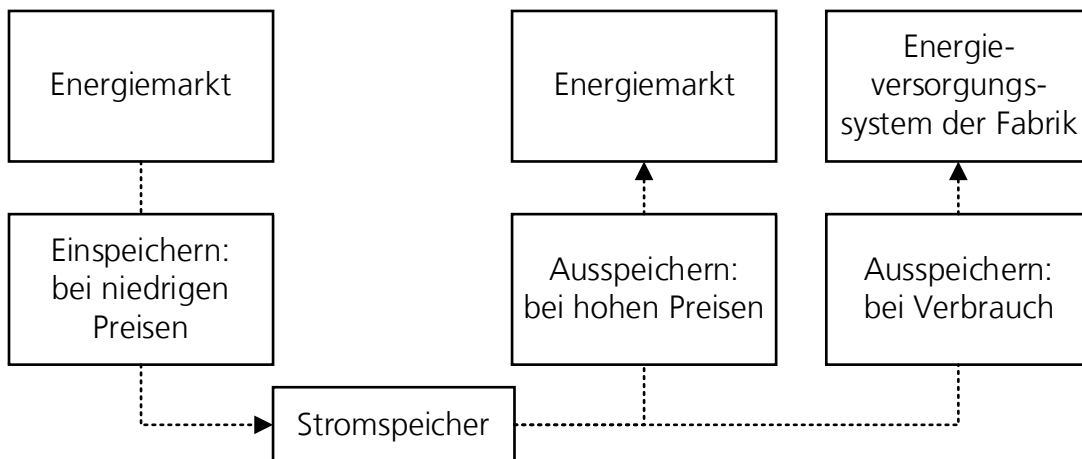 Energiemarkt
Energiemarkt
Energie-
versorgungs-
system der Fabrik
Einspeichern:
bei niedrigen
Preisen
Ausspeichern:
bei hohen Preisen
Ausspeichern:
bei Verbrauch
Stromspeicher